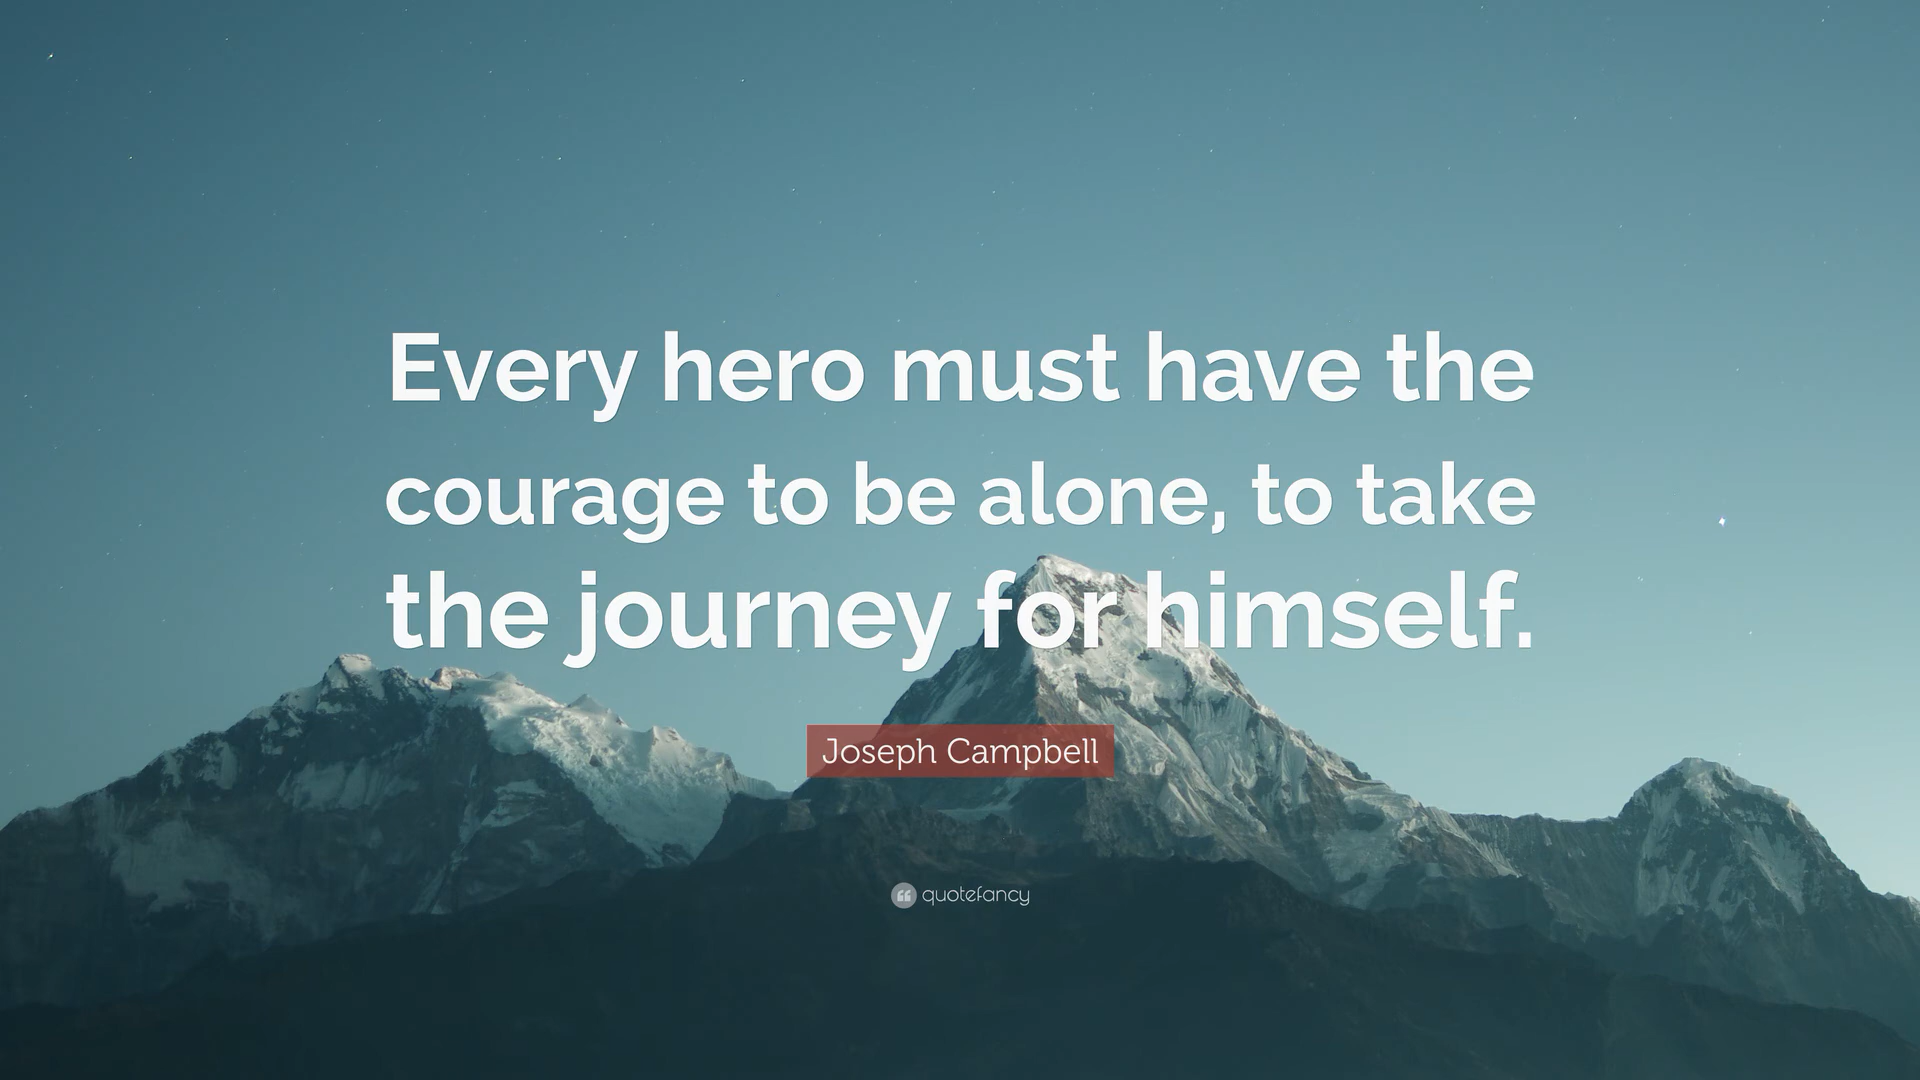 Every hero must have the
courage to be alone, to take
the journey for himself.
Joseph Campbell
quotefancy